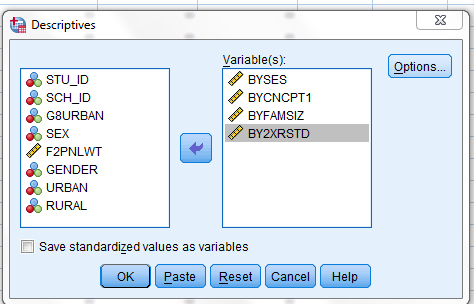 Descriptives
Variable(s):
STU_ID
SCH_ID
G8URBAN
SEX
F2PNLWT
GENDER
URBAN
RURAL
BYSES
BYCNCPT1
BYFAMSIZ
BY2XRSTD
Options...
Save standardized values as variables
OK Paste Reset Cancel Help